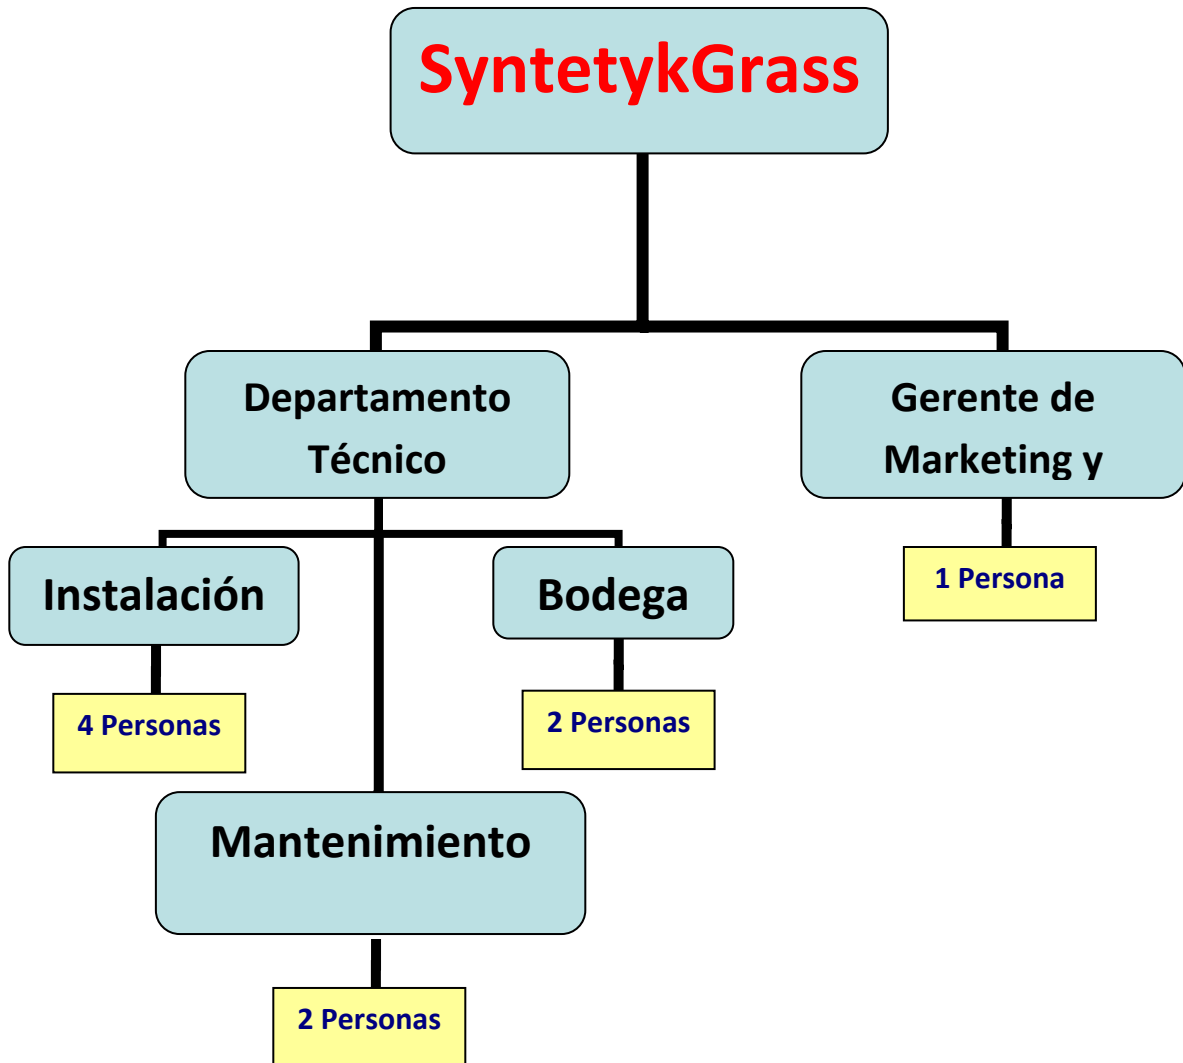 SyntetykGrass
Departamento
Técnico
Gerente de
Marketing y
Instalación
Bodega
1 Persona
4 Personas
2 Personas
Mantenimiento
2 Personas